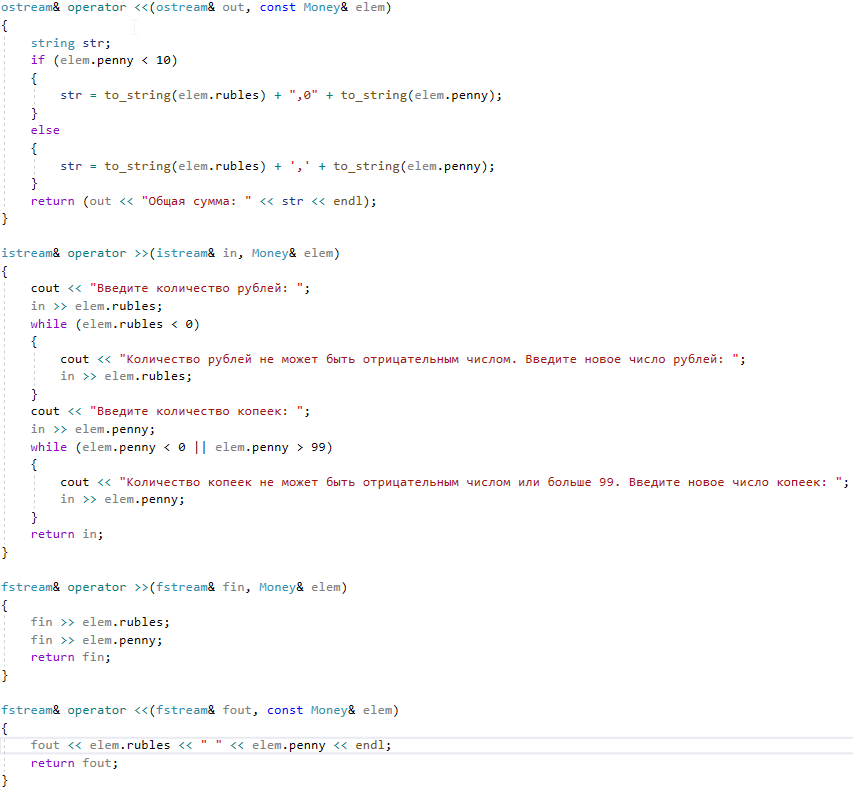 ostream& operator <<(ostream& out, const Money& elem)
{
    string str;
    if (elem.penny < 10)
    {
        str = to_string(elem.rubles) + ",0" + to_string(elem.penny);
    }
    else
    {
        str = to_string(elem.rubles) + ',' + to_string(elem.penny);
    }
    return (out << "Общая сумма: " << str << endl);
}

istream& operator >>(istream& in, Money& elem)
{
    cout << "Введите количество рублей: ";
    in >> elem.rubles;
    while (elem.rubles < 0)
    {
        cout << "Количество рублей не может быть отрицательным числом. Введите новое число рублей: ";
        in >> elem.rubles;
    }
    cout << "Введите количество копеек: ";
    in >> elem.penny;
    while (elem.penny < 0 || elem.penny > 99)
    {
        cout << "Количество копеек не может быть отрицательным числом или больше 99. Введите новое число копеек: ";
        in >> elem.penny;
    }
    return in;
}

fstream& operator >>(fstream& fin, Money& elem)
{
    fin >> elem.rubles;
    fin >> elem.penny;
    return fin;
}

fstream& operator <<(fstream& fout, const Money& elem)
{
    fout << elem.rubles << " " << elem.penny << endl;
    return fout;
}